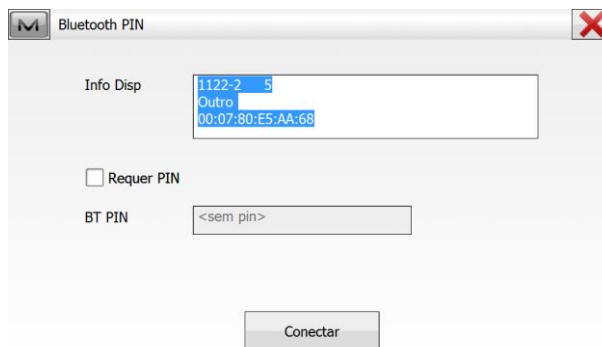 Bluetooth PIN
Info Disp
1122-2 5
Outro
00:07:80:E5:AA:68
Requer PIN
BT PIN
<sem pin>
Conectar